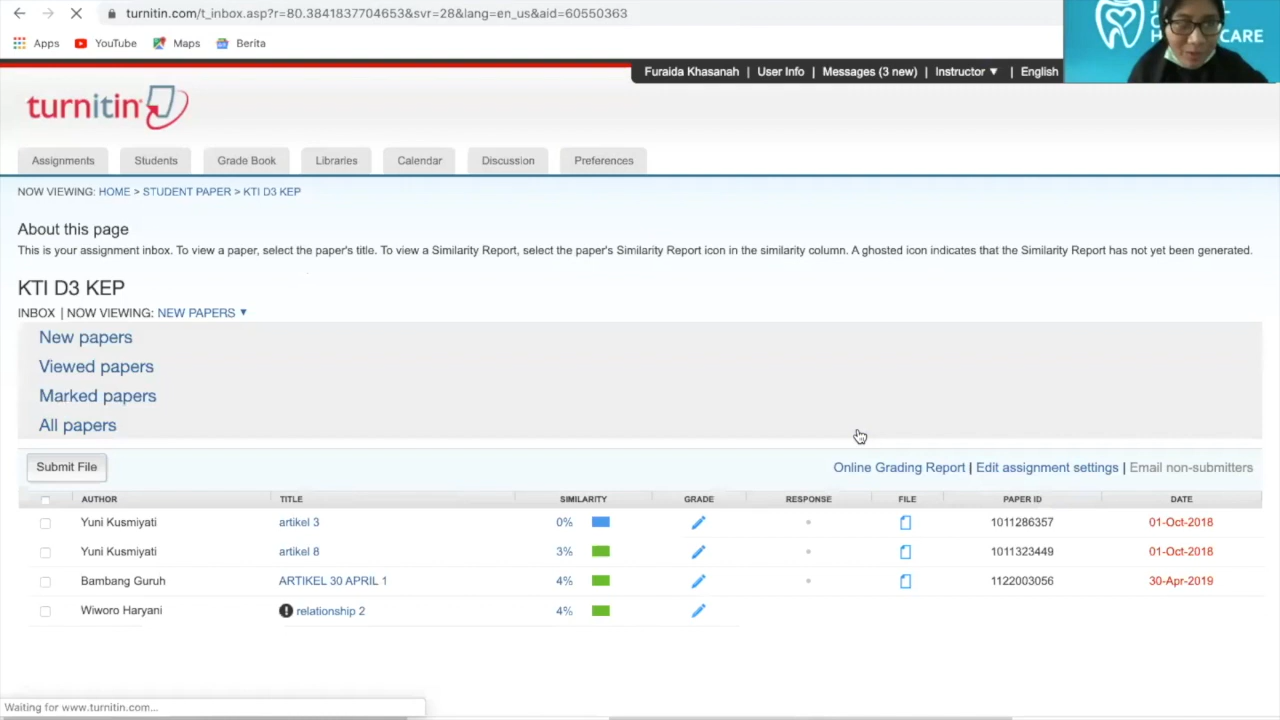 turnitin.com/t_inbox.asp?r=80.3841837704653&svr=28&lang=en_us&aid=60550363
Apps YouTube Maps Berita
CARE
Furaida Khasanah | User Info | Messages (3 new) | Instructor ▼ | English
turnitin
Assignments Students Grade Book Libraries Calendar Discussion Preferences
NOW VIEWING: HOME > STUDENT PAPER > KTI D3 KEP
About this page
This is your assignment inbox. To view a paper, select the paper's title. To view a Similarity Report, select the paper's Similarity Report icon in the similarity column. A ghosted icon indicates that the Similarity Report has not yet been generated.
KTI D3 KEP
INBOX | NOW VIEWING: NEW PAPERS ▼
New papers
Viewed papers
Marked papers
All papers
Submit File Online Grading Report | Edit assignment settings | Email non-submitters
AUTHOR TITLE SIMILARITY GRADE RESPONSE FILE PAPER ID DATE
Yuni Kusmiyati artikel 3 0% 1011286357 01-Oct-2018
Yuni Kusmiyati artikel 8 3% 1011323449 01-Oct-2018
Bambang Guruh ARTIKEL 30 APRIL 1 4% 1122003056 30-Apr-2019
Wiworo Haryani relationship 2 4%
Waiting for www.turnitin.com...